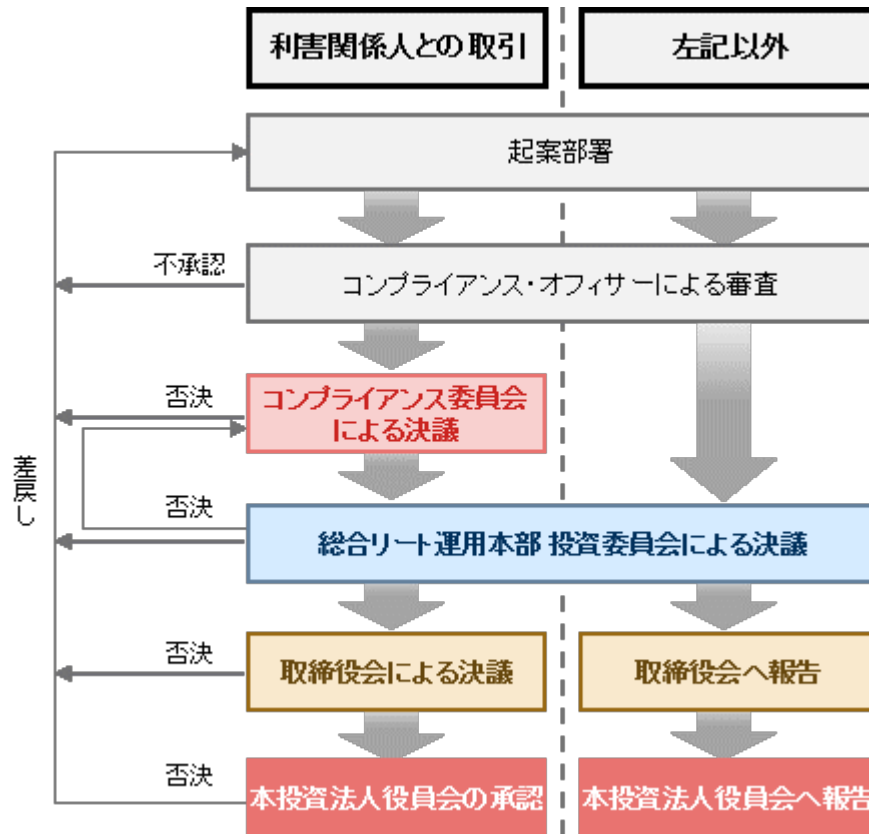 利害関係人との取引
左記以外
起案部署
不承認
コンプライアンス・オフィサーによる審査
否決
コンプライアンス委員会
による決議
差戻し
否決
総合リート運用本部 投資委員会による決議
否決
取締役会による決議
取締役会へ報告
否決
本投資法人役員会の承認
本投資法人役員会へ報告